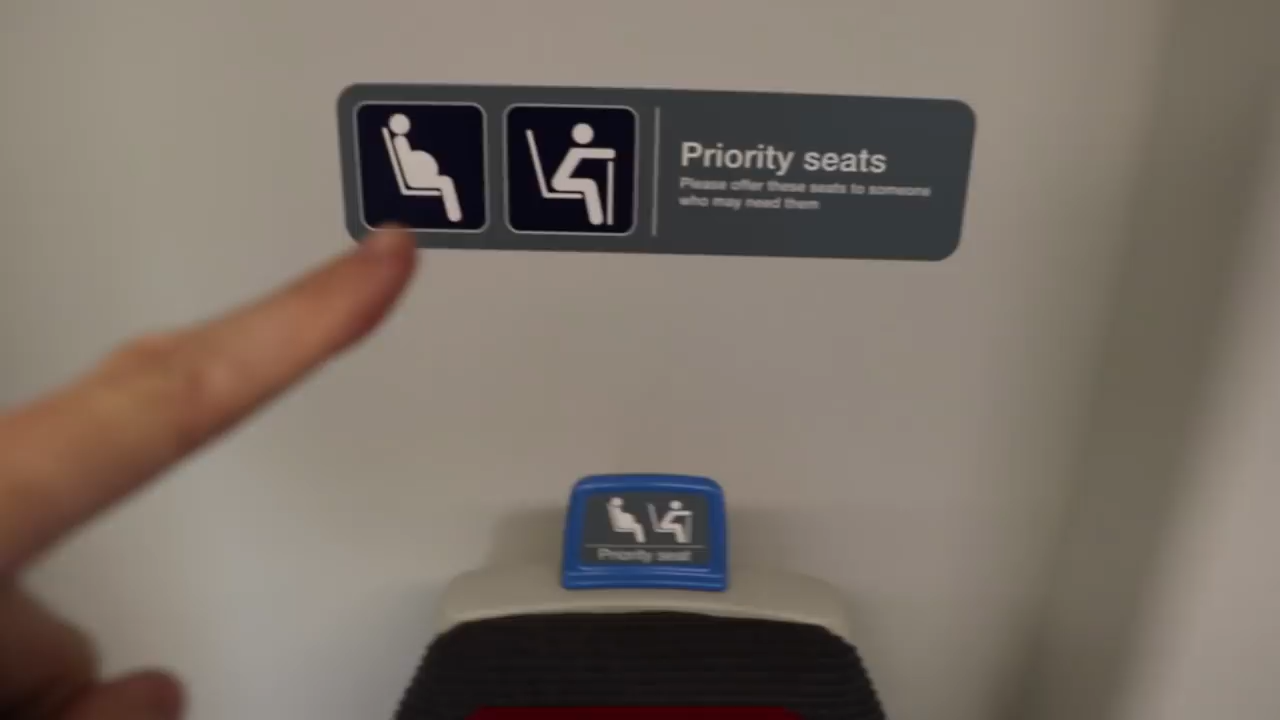 Priority seats
Please offer these seats to someone
who may need them
Priority seat